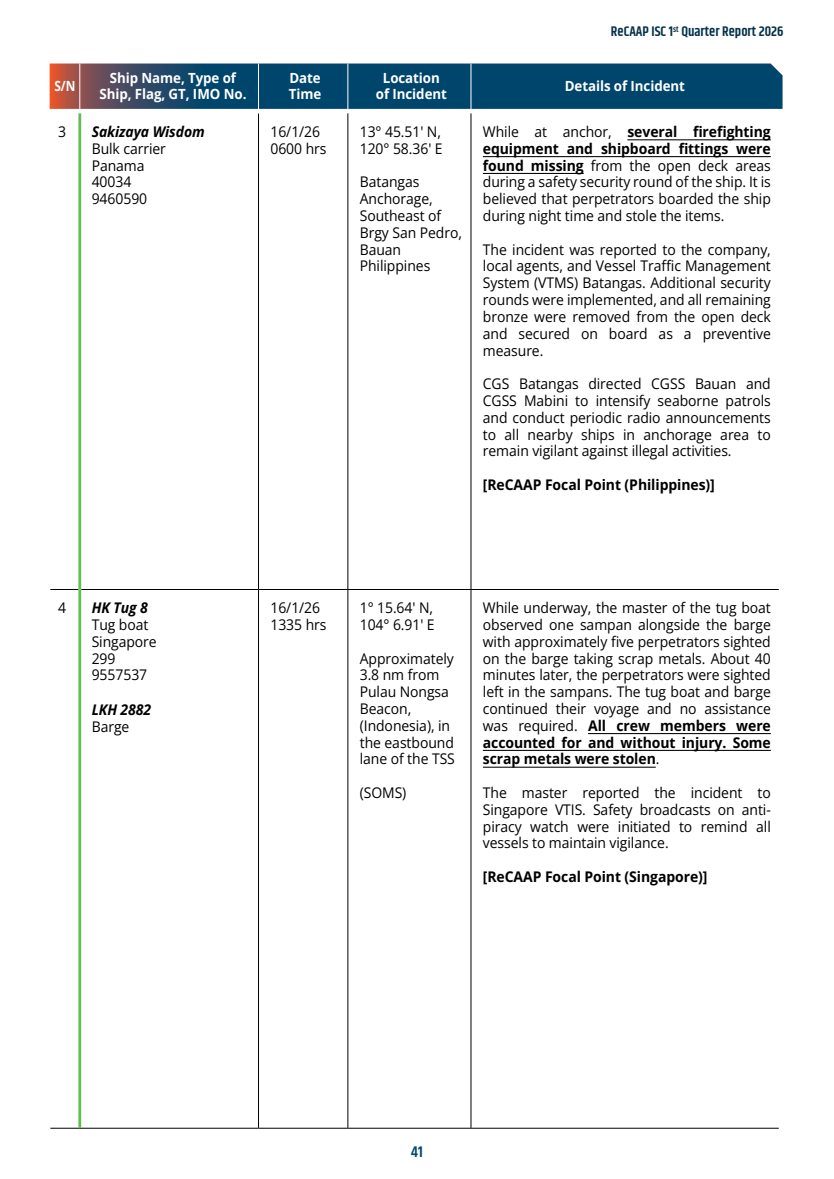 ReCAAP ISC 1st Quarter Report 2026
S/N
Ship Name, Type of
Ship, Flag, GT, IMO No.
Date
Time
Location
of Incident
Details of Incident
3
Sakizaya Wisdom
Bulk carrier
Panama
40034
9460590
16/1/26
0600 hrs
13° 45.51' N,
120° 58.36' E
Batangas
Anchorage,
Southeast of
Brgy San Pedro,
Bauan
Philippines
While at anchor, several firefighting
equipment and shipboard fittings were
found missing from the open deck areas
during a safety security round of the ship. It is
believed that perpetrators boarded the ship
during night time and stole the items.
The incident was reported to the company,
local agents, and Vessel Traffic Management
System (VTMS) Batangas. Additional security
rounds were implemented, and all remaining
bronze were removed from the open deck
and secured on board as a preventive
measure.
CGS Batangas directed CGSS Bauan and
CGSS Mabini to intensify seaborne patrols
and conduct periodic radio announcements
to all nearby ships in anchorage area to
remain vigilant against illegal activities.
[ReCAAP Focal Point (Philippines)]
4
HK Tug 8
Tug boat
Singapore
299
9557537
LKH 2882
Barge
16/1/26
1335 hrs
1° 15.64' N,
104° 6.91' E
Approximately
3.8 nm from
Pulau Nongsa
Beacon,
(Indonesia), in
the eastbound
lane of the TSS
(SOMS)
While underway, the master of the tug boat
observed one sampan alongside the barge
with approximately five perpetrators sighted
on the barge taking scrap metals. About 40
minutes later, the perpetrators were sighted
left in the sampans. The tug boat and barge
continued their voyage and no assistance
was required. All crew members were
accounted for and without injury. Some
scrap metals were stolen.
The master reported the incident to
Singapore VTIS. Safety broadcasts on anti-
piracy watch were initiated to remind all
vessels to maintain vigilance.
[ReCAAP Focal Point (Singapore)]
41